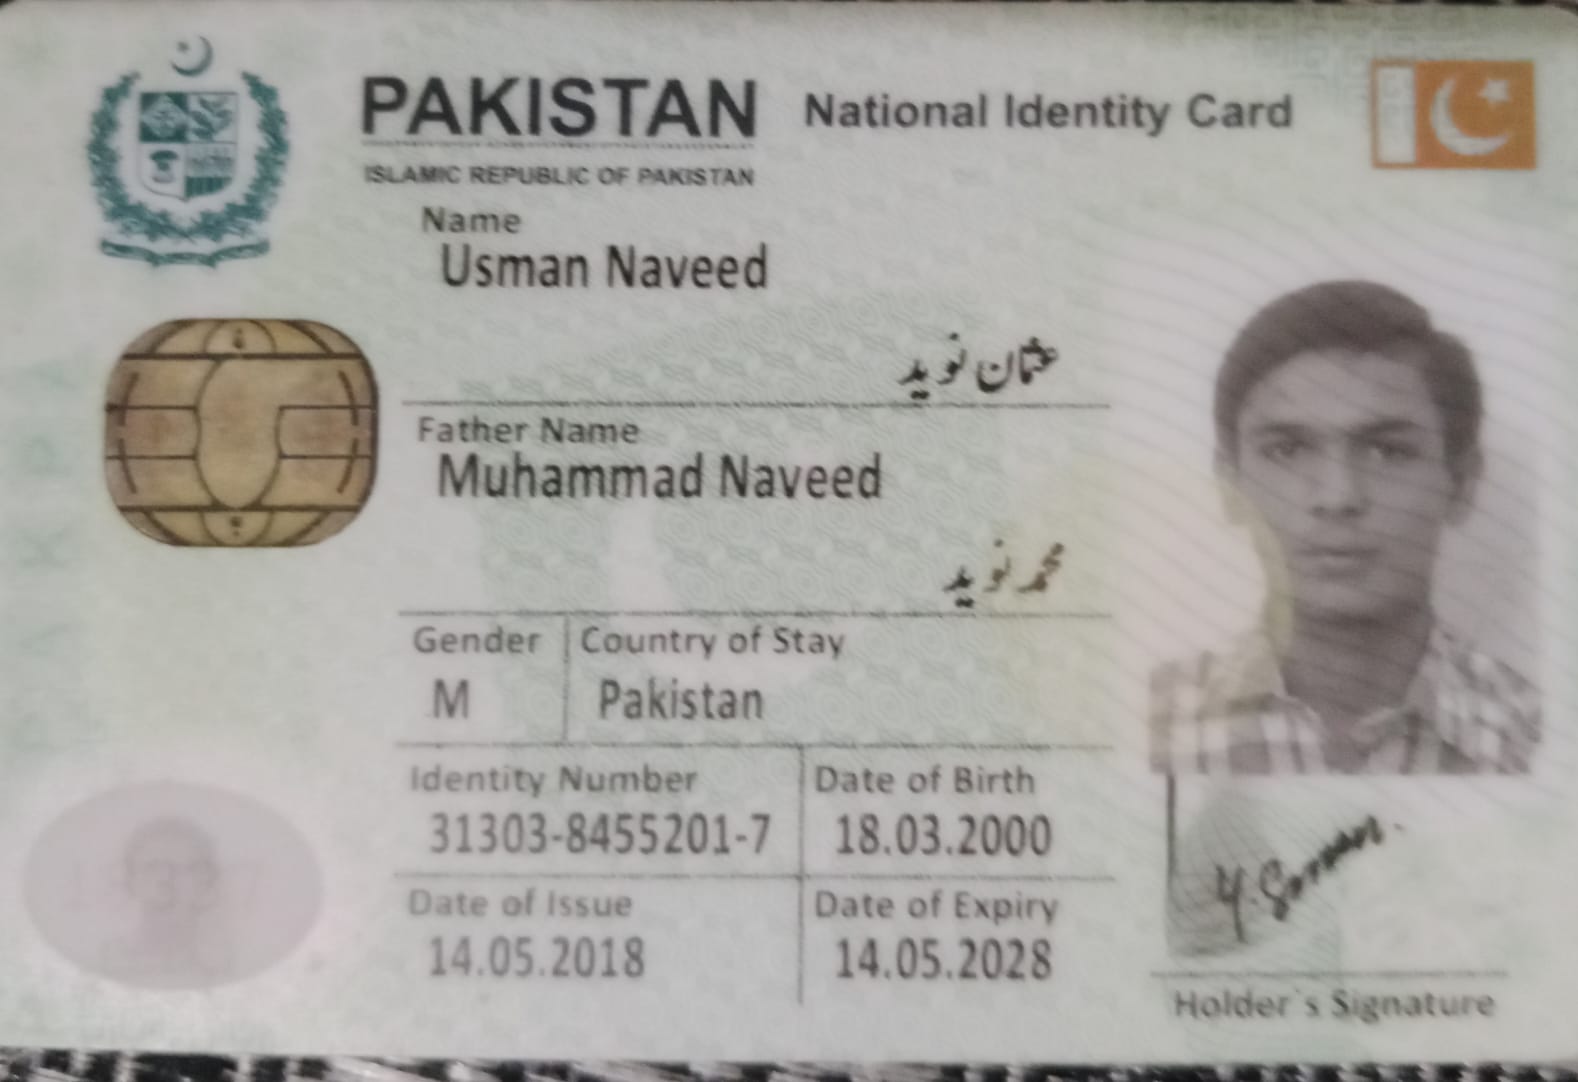 PAKISTAN National Identity Card
ISLAMIC REPUBLIC OF PAKISTAN
Name
Usman Naveed
عثمان نوید
Father Name
Muhammad Naveed
محمد نوید
Gender Country of Stay
M Pakistan
Identity Number Date of Birth
31303-8455201-7 18.03.2000
Date of Issue Date of Expiry
14.05.2018 14.05.2028
Holder's Signature